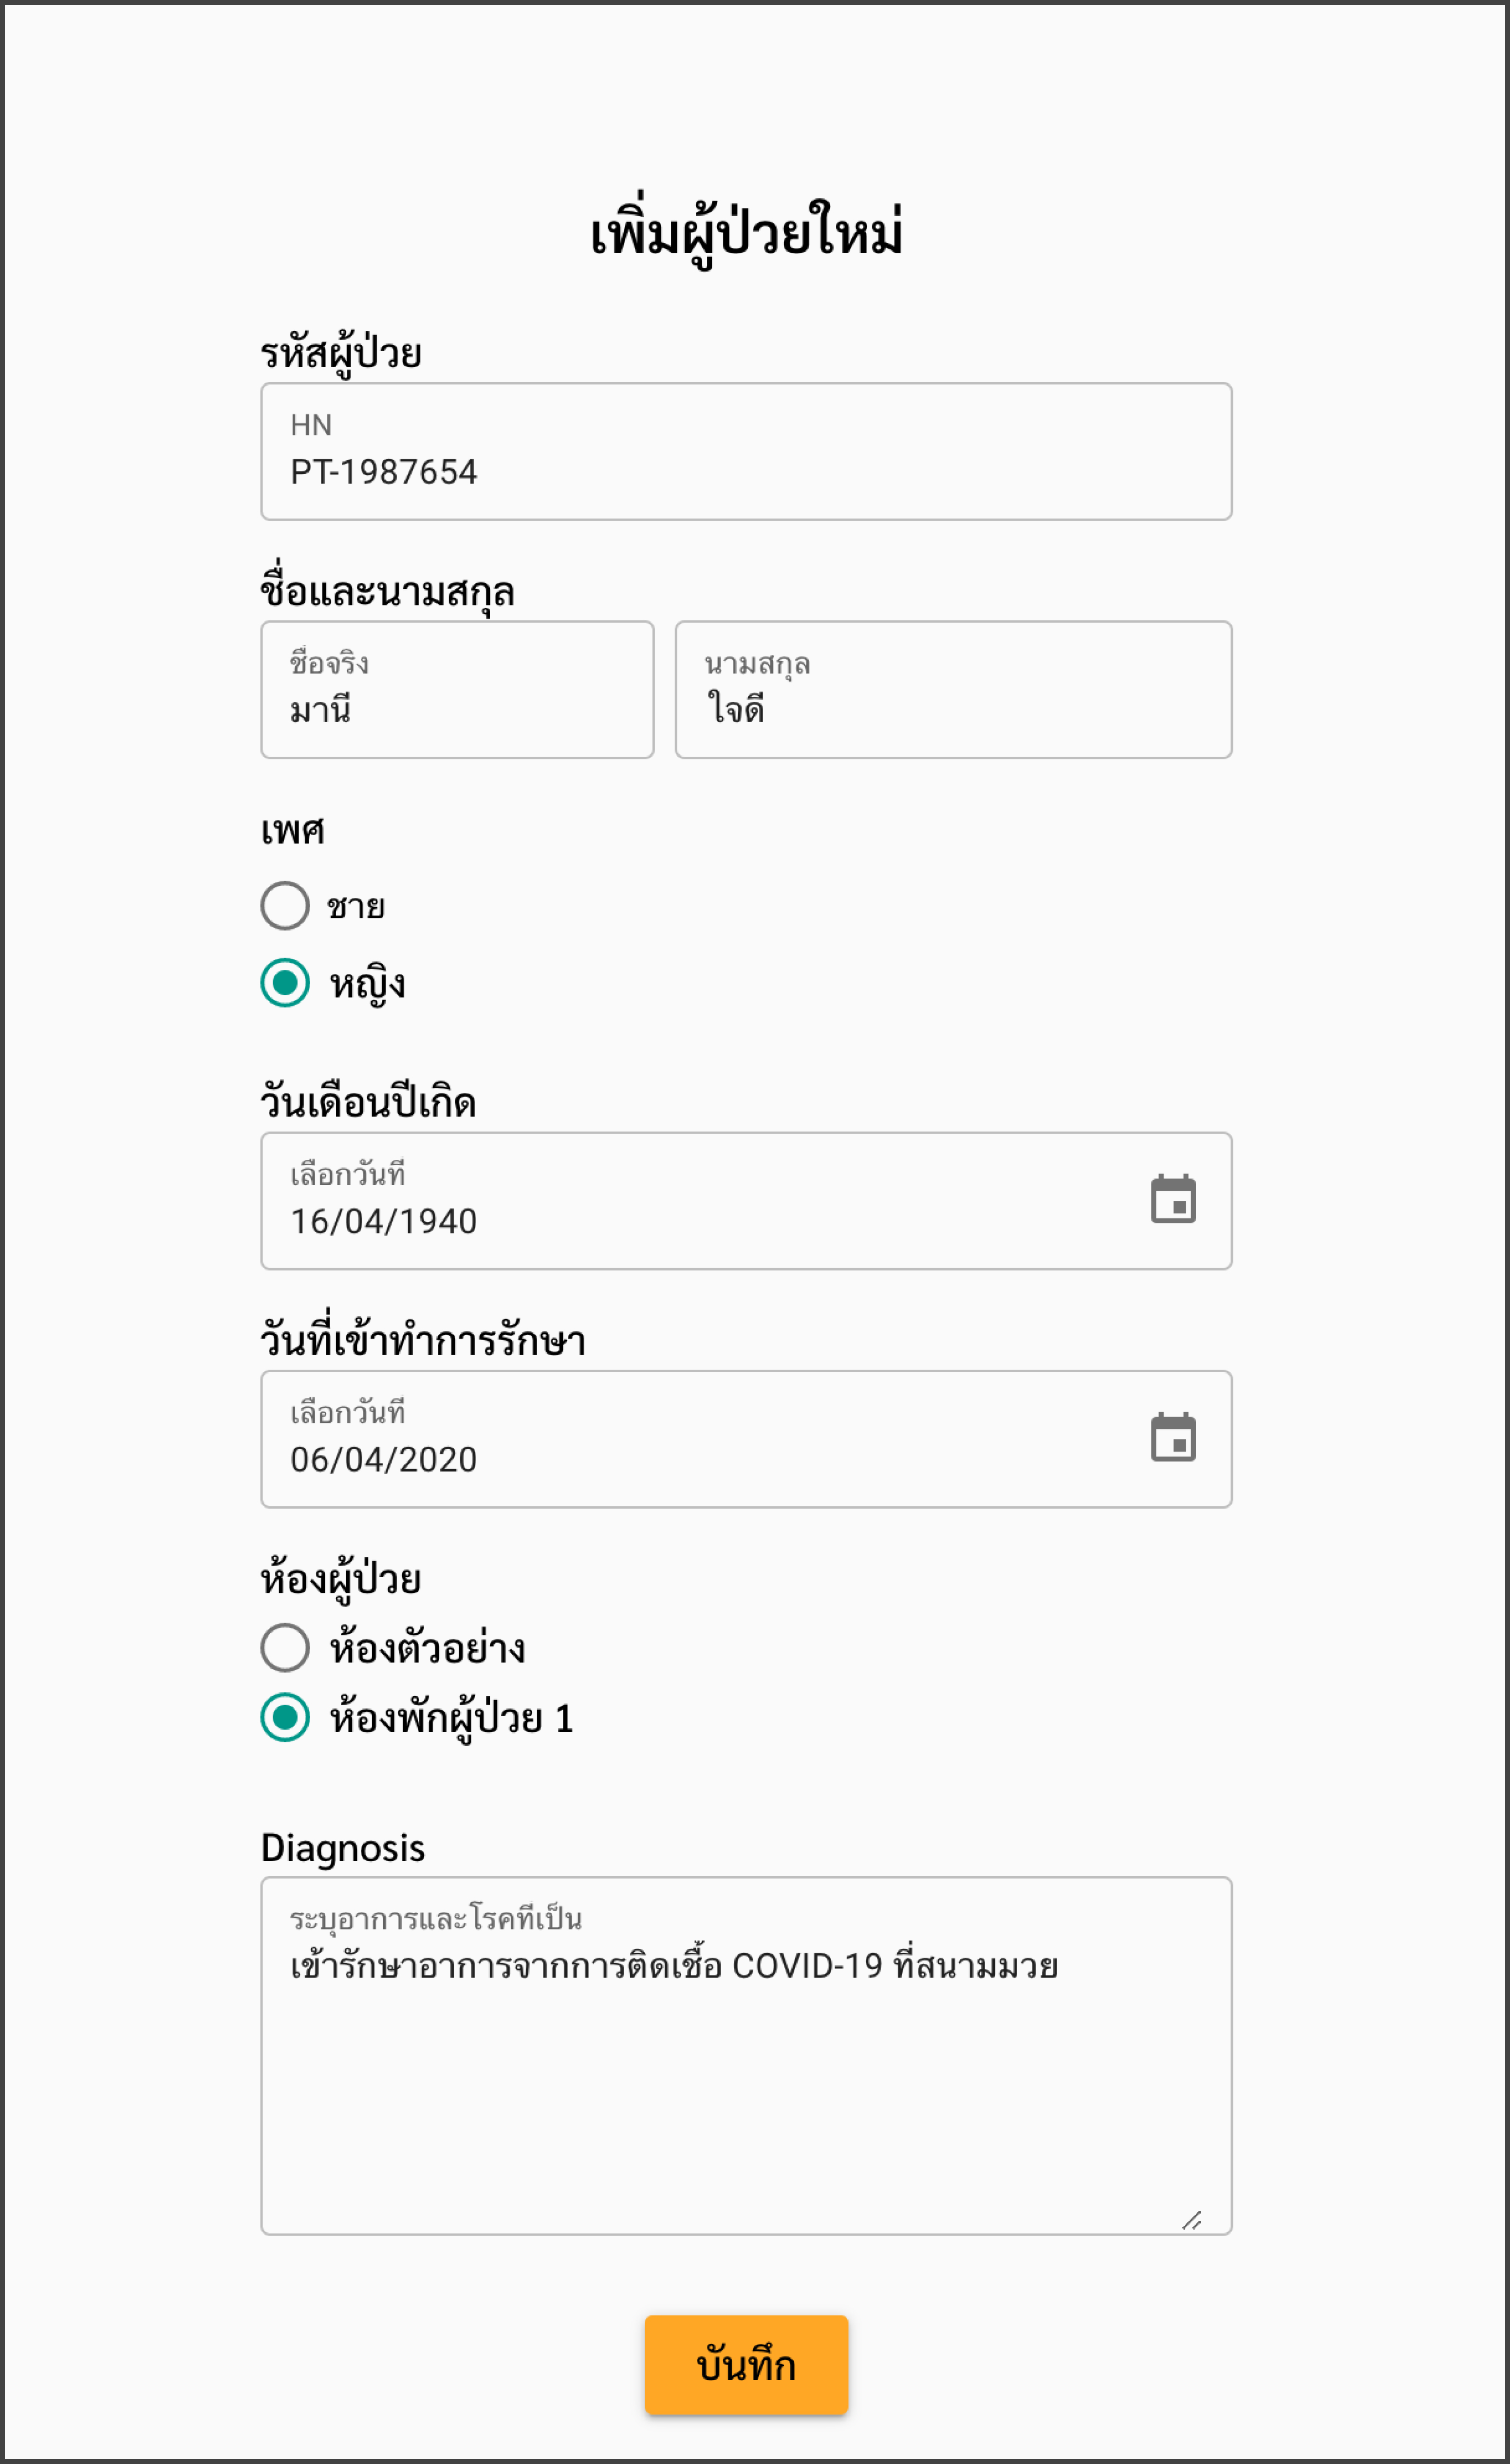 เพิ่มผู้ป่วยใหม่
รหัสผู้ป่วย
HN
PT-1987654
ชื่อและนามสกุล
ชื่อจริง
มานี
นามสกุล
ใจดี
เพศ
ชาย
หญิง
วันเดือนปีเกิด
เลือกวันที่
16/04/1940
วันที่เข้าทำการรักษา
เลือกวันที่
06/04/2020
ห้องผู้ป่วย
ห้องตัวอย่าง
ห้องพักผู้ป่วย 1
Diagnosis
ระบุอาการและโรคที่เป็น
เข้ารักษาอาการจากการติดเชื้อ COVID-19 ที่สนามมวย
บันทึก